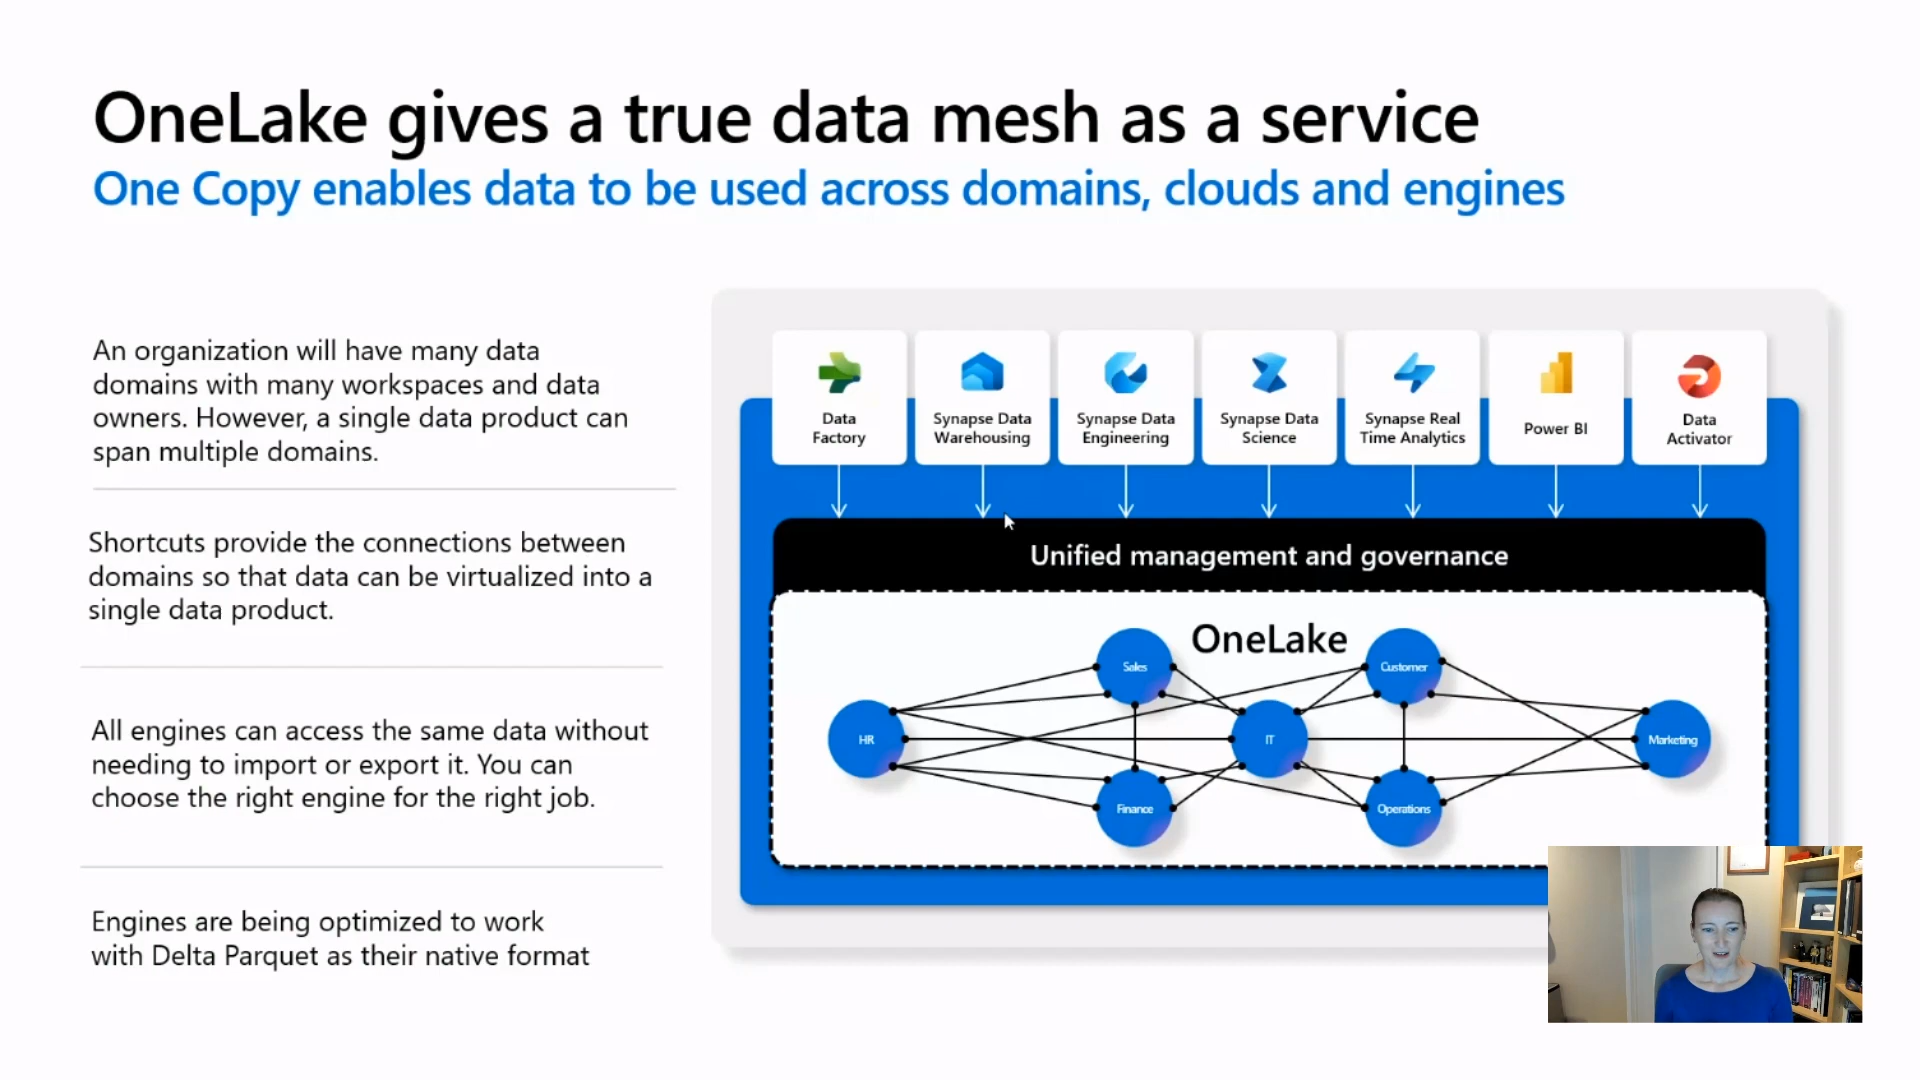 OneLake gives a true data mesh as a service
One Copy enables data to be used across domains, clouds and engines
An organization will have many data
domains with many workspaces and data
owners. However, a single data product can
span multiple domains.
Shortcuts provide the connections between
domains so that data can be virtualized into a
single data product.
All engines can access the same data without
needing to import or export it. You can
choose the right engine for the right job.
Engines are being optimized to work
with Delta Parquet as their native format
Data
Factory
Synapse Data
Warehousing
Synapse Data
Engineering
Synapse Data
Science
Synapse Real
Time Analytics
Power BI
Data
Activator
Unified management and governance
OneLake
Sales
Customer
HR
IT
Marketing
Finance
Operations